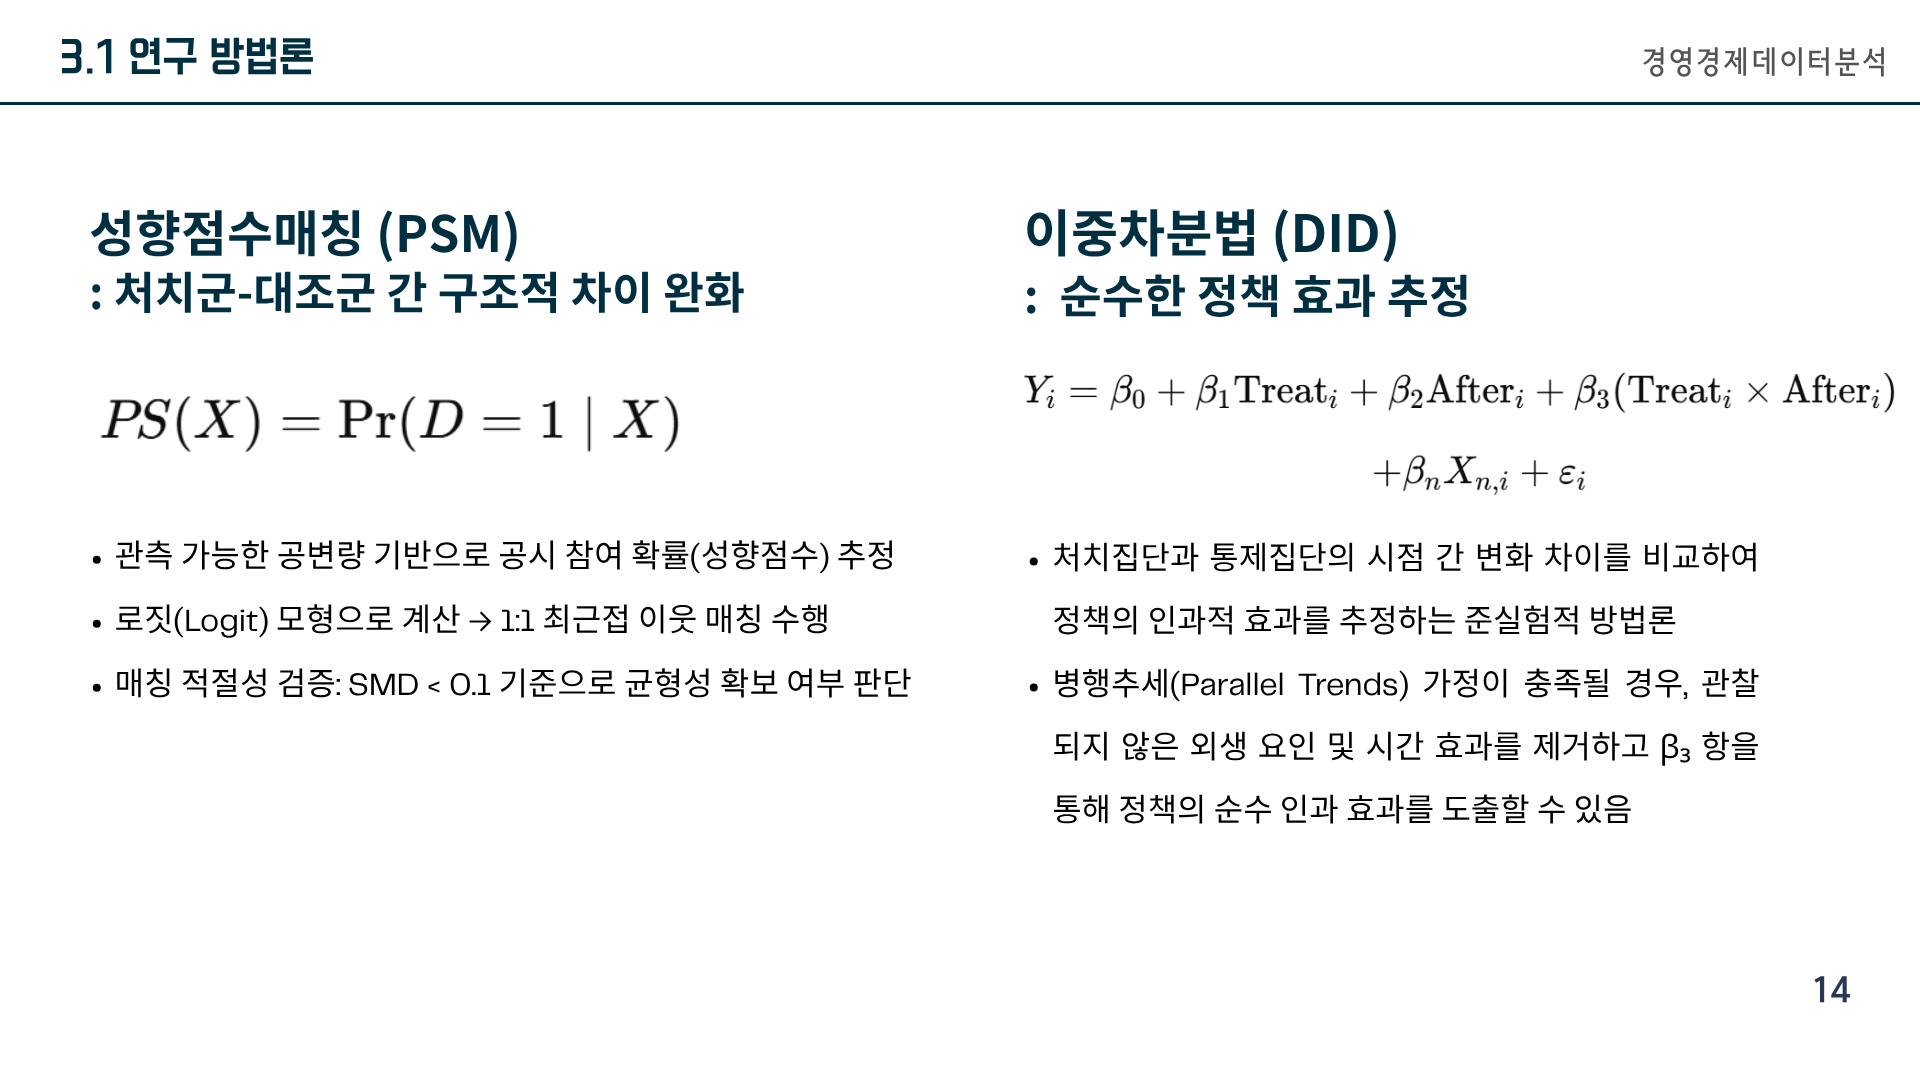 3.1 연구 방법론
경영경제데이터분석
성향점수매칭 (PSM)
: 처치군-대조군 간 구조적 차이 완화
PS(X) = Pr(D = 1 | X)
• 관측 가능한 공변량 기반으로 공시 참여 확률(성향점수) 추정
• 로짓(Logit) 모형으로 계산 → 1:1 최근접 이웃 매칭 수행
• 매칭 적절성 검증: SMD < 0.1 기준으로 균형성 확보 여부 판단
이중차분법 (DID)
: 순수한 정책 효과 추정
Yᵢ = β₀ + β₁Treatᵢ + β₂Afterᵢ + β₃(Treatᵢ × Afterᵢ)
+βₙXₙ,ᵢ + εᵢ
• 처치집단과 통제집단의 시점 간 변화 차이를 비교하여
정책의 인과적 효과를 추정하는 준실험적 방법론
• 병행추세(Parallel Trends) 가정이 충족될 경우, 관찰
되지 않은 외생 요인 및 시간 효과를 제거하고 β₃ 항을
통해 정책의 순수 인과 효과를 도출할 수 있음
14